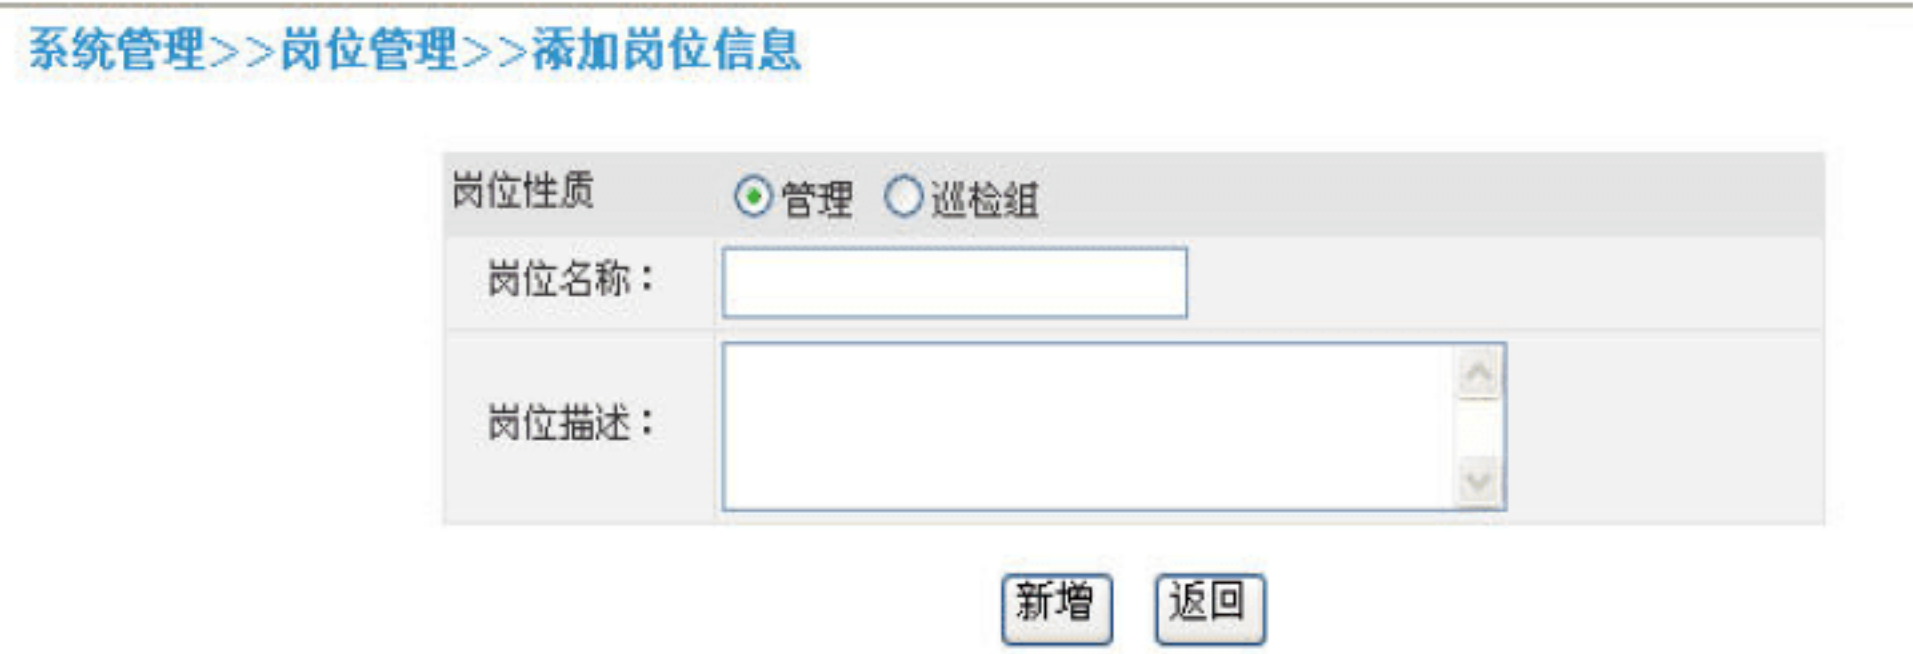 系统管理>>岗位管理>>添加岗位信息
岗位性质 管理 巡检组
岗位名称：
岗位描述：
新增 返回